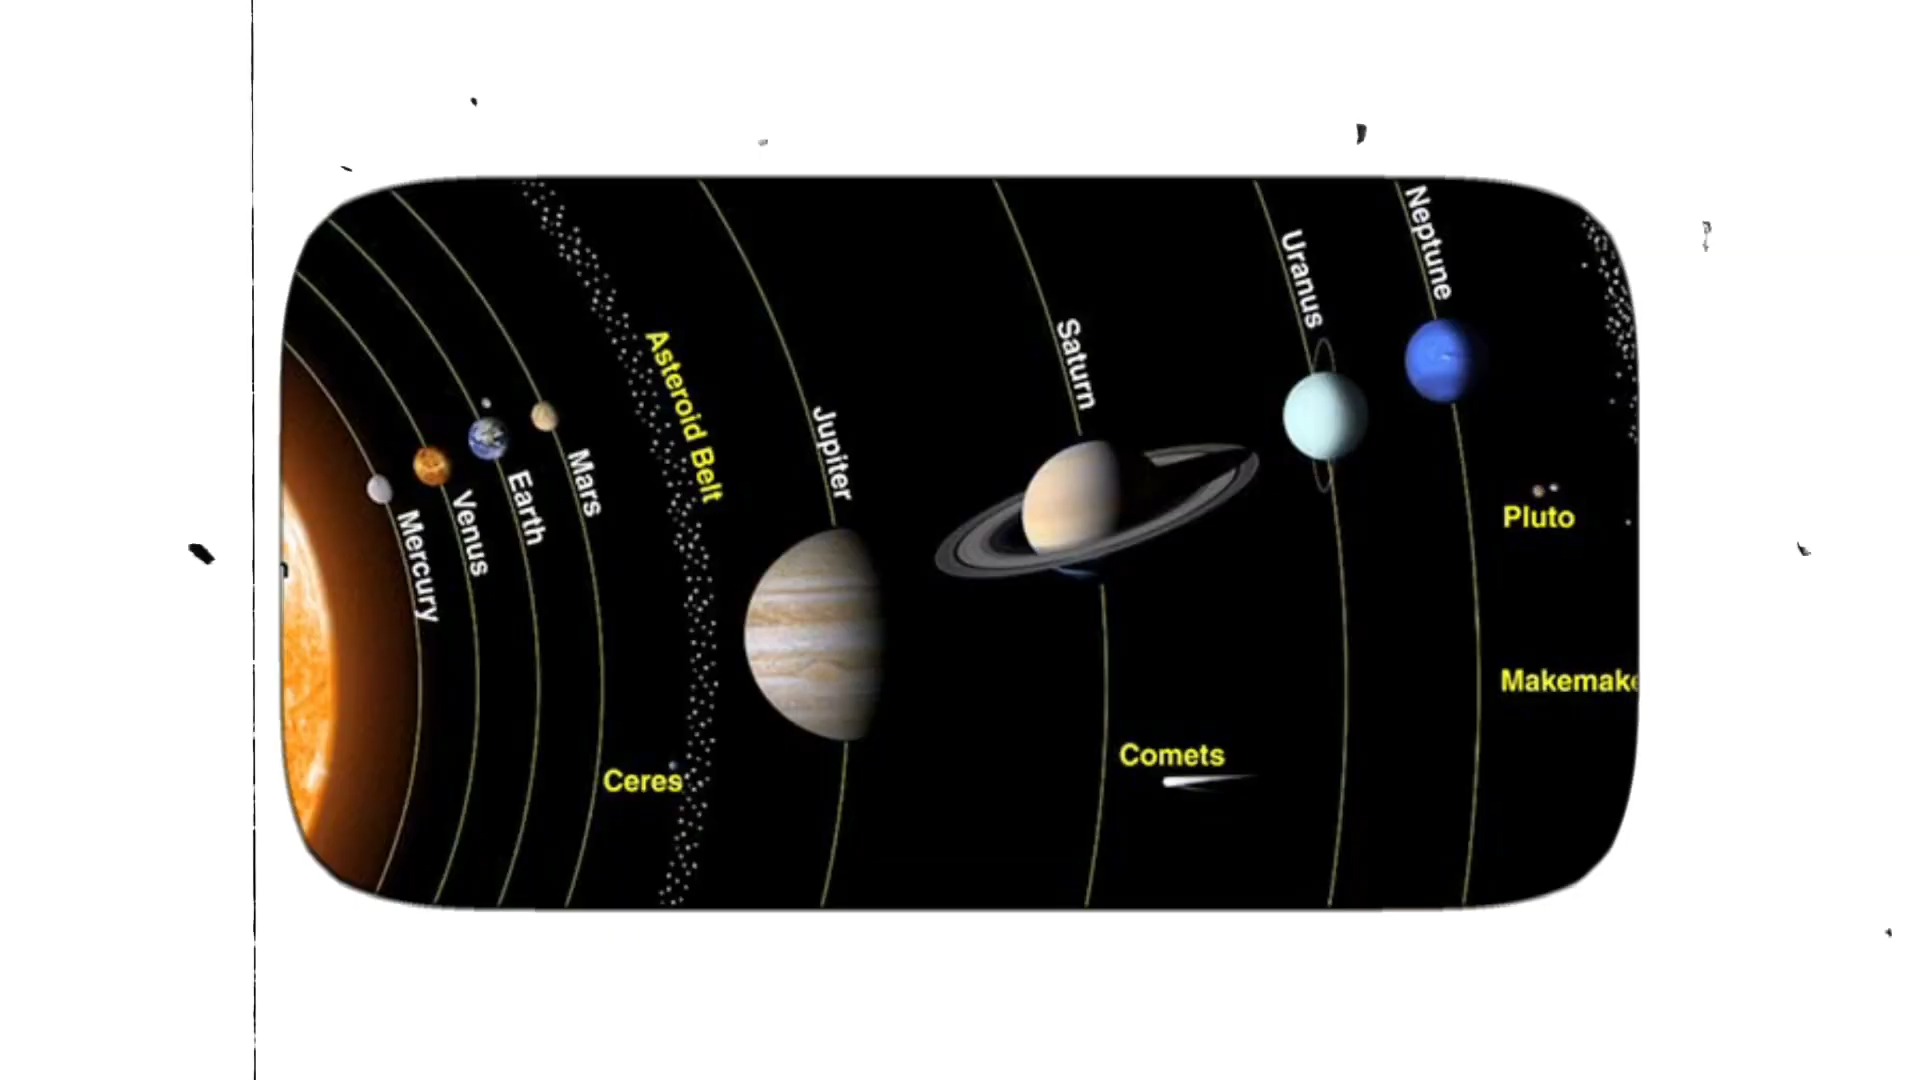 Mercury
Venus
Earth
Mars
Asteroid Belt
Ceres
Jupiter
Saturn
Comets
Uranus
Neptune
Pluto
Makemake